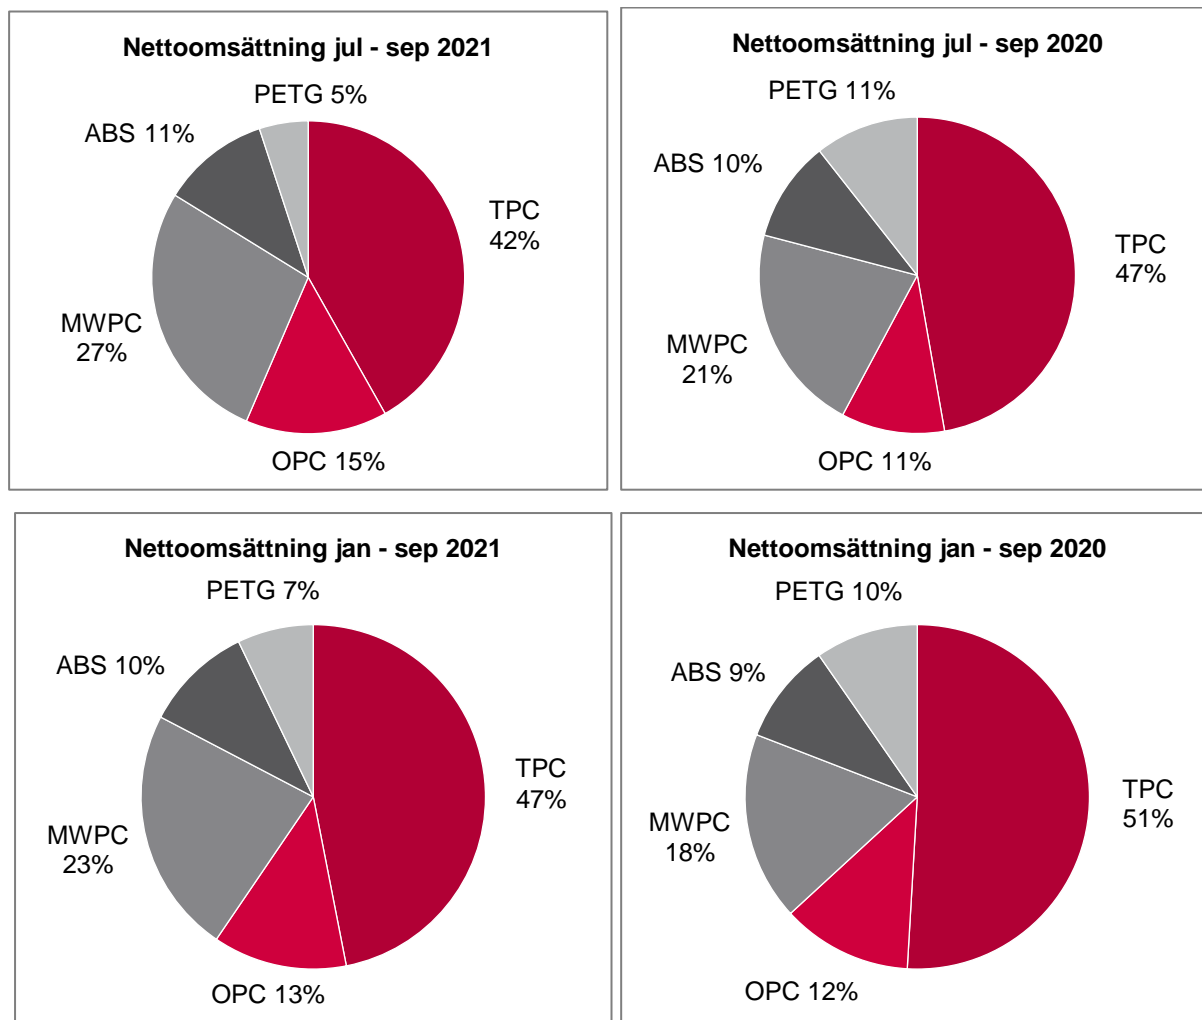 Nettoomsättning jul - sep 2021
PETG 5%
ABS 11%
TPC
42%
MWPC
27%
OPC 15%
Nettoomsättning jul - sep 2020
PETG 11%
ABS 10%
TPC
47%
MWPC
21%
OPC 11%
Nettoomsättning jan - sep 2021
PETG 7%
ABS 10%
TPC
47%
MWPC
23%
OPC 13%
Nettoomsättning jan - sep 2020
PETG 10%
ABS 9%
TPC
51%
MWPC
18%
OPC 12%